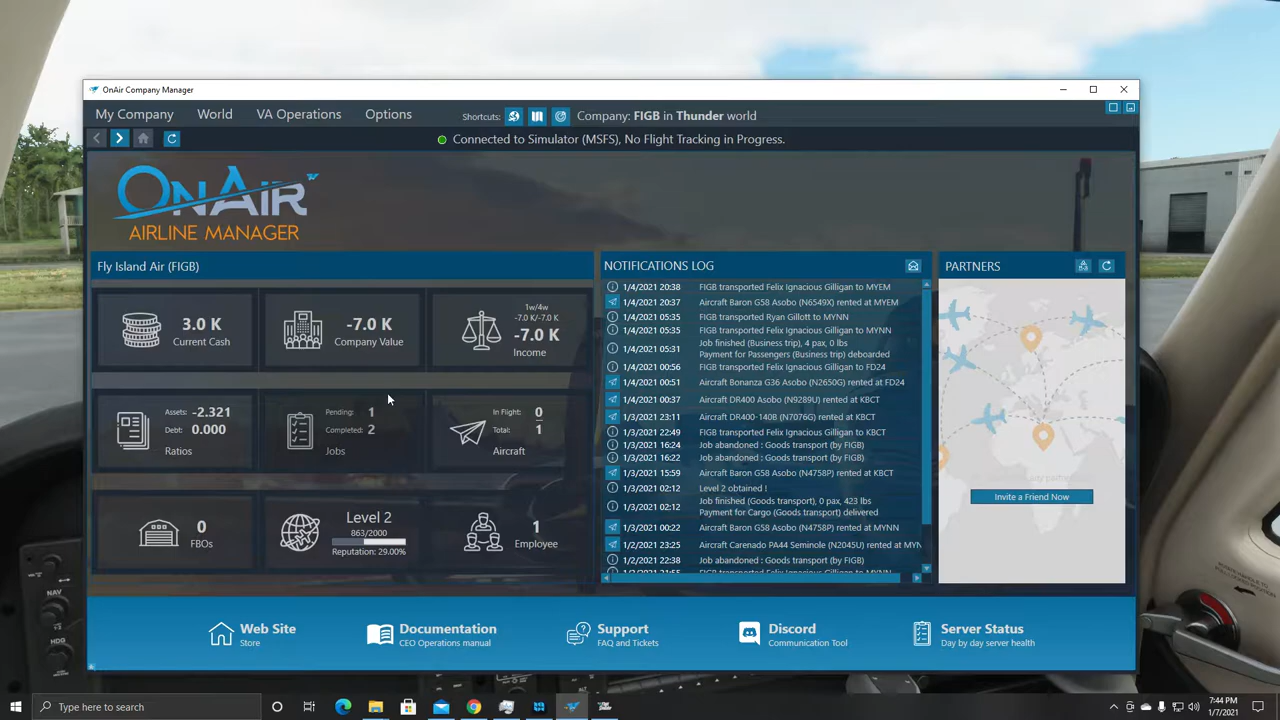 OnAir Company Manager
My Company World VA Operations Options Shortcuts: Company: FIGB in Thunder world
Connected to Simulator (MSFS), No Flight Tracking in Progress.
ONAIR
AIRLINE MANAGER
Fly Island Air (FIGB)
3.0 K
Current Cash
-7.0 K
Company Value
1w/4w
-7.0 K/-7.0 K
-7.0 K
Income
Assets: -2.321
Debt: 0.000
Ratios
Pending: 1
Completed: 2
Jobs
In Flight: 0
Total: 1
Aircraft
0
FBOs
Level 2
863/2000
Reputation: 29.00%
1
Employee
NOTIFICATIONS LOG
1/4/2021 20:38 FIGB transported Felix Ignacious Gilligan to MYEM
1/4/2021 20:37 Aircraft Baron G58 Asobo (N6549X) rented at MYEM
1/4/2021 05:35 FIGB transported Ryan Gillott to MYNN
1/4/2021 05:35 FIGB transported Felix Ignacious Gilligan to MYNN
1/4/2021 05:31 Job finished (Business trip), 4 pax, 0 lbs
Payment for Passengers (Business trip) deboarded
1/4/2021 00:56 FIGB transported Felix Ignacious Gilligan to FD24
1/4/2021 00:51 Aircraft Bonanza G36 Asobo (N2650G) rented at FD24
1/4/2021 00:37 Aircraft DR400 Asobo (N9289U) rented at KBCT
1/3/2021 23:11 Aircraft DR400-140B (N7076G) rented at KBCT
1/3/2021 22:49 FIGB transported Felix Ignacious Gilligan to KBCT
1/3/2021 16:24 Job abandoned : Goods transport (by FIGB)
1/3/2021 16:22 Job abandoned : Goods transport (by FIGB)
1/3/2021 15:59 Aircraft Baron G58 Asobo (N4758P) rented at KBCT
1/3/2021 02:12 Level 2 obtained !
1/3/2021 02:12 Job finished (Goods transport), 0 pax, 423 lbs
Payment for Cargo (Goods transport) delivered
1/3/2021 00:22 Aircraft Baron G58 Asobo (N4758P) rented at MYNN
1/2/2021 23:25 Aircraft Carenado PA44 Seminole (N2045U) rented at MYN
1/2/2021 22:38 Job abandoned : Goods transport (by FIGB)
PARTNERS
Invite a Friend Now
Web Site
Store
Documentation
CEO Operations manual
Support
FAQ and Tickets
Discord
Communication Tool
Server Status
Day by day server health
NAV
HDG
Type here to search
7:44 PM
1/7/2021